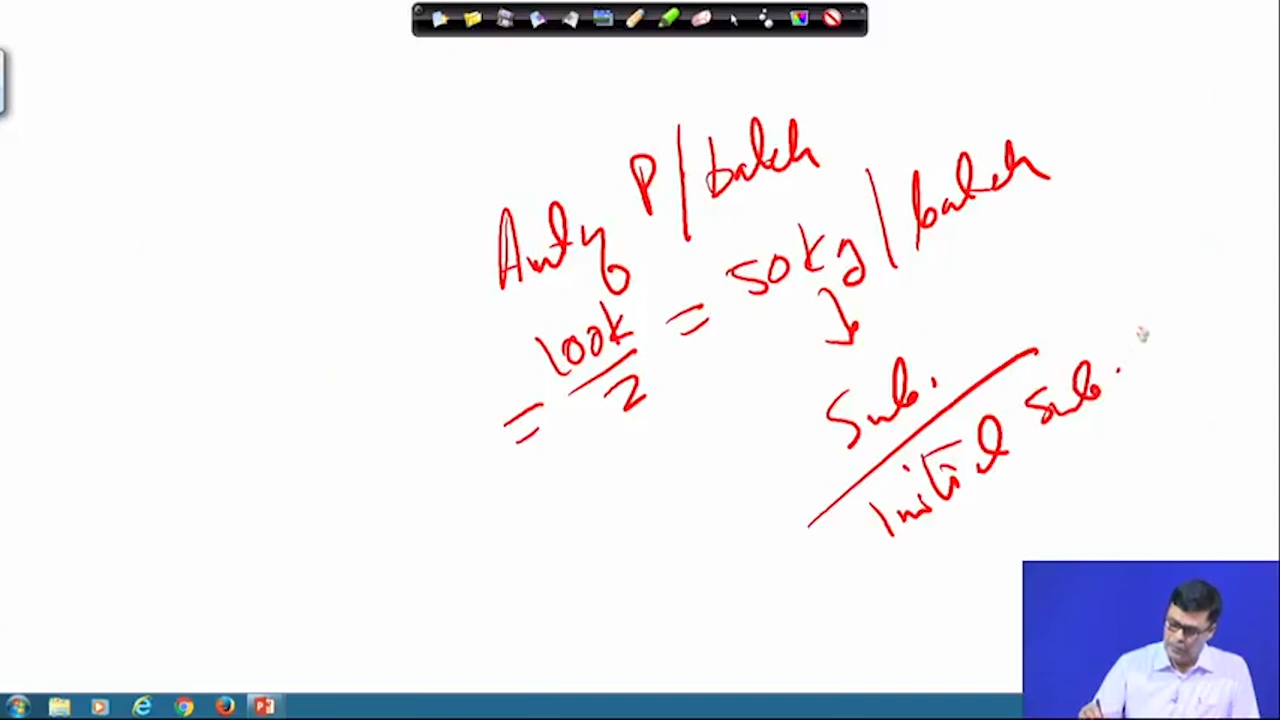 Amt of P/batch
= 100k/2 = 50kg/batch
↓
Sub.
Initial sub.